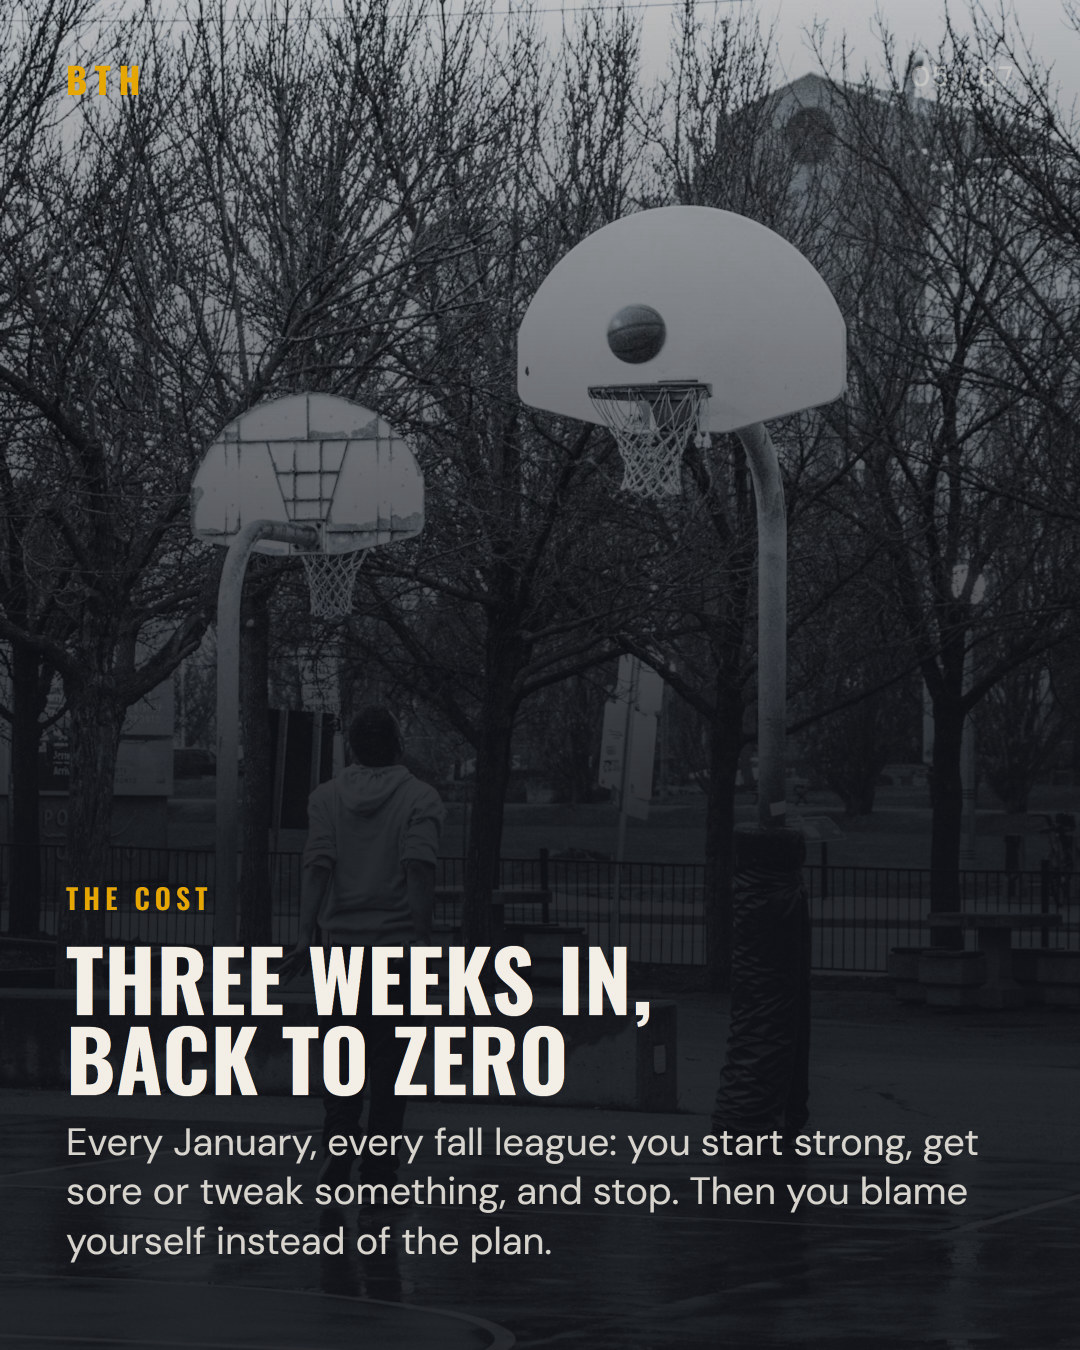 BTH
THE COST
THREE WEEKS IN,
BACK TO ZERO
Every January, every fall league: you start strong, get
sore or tweak something, and stop. Then you blame
yourself instead of the plan.